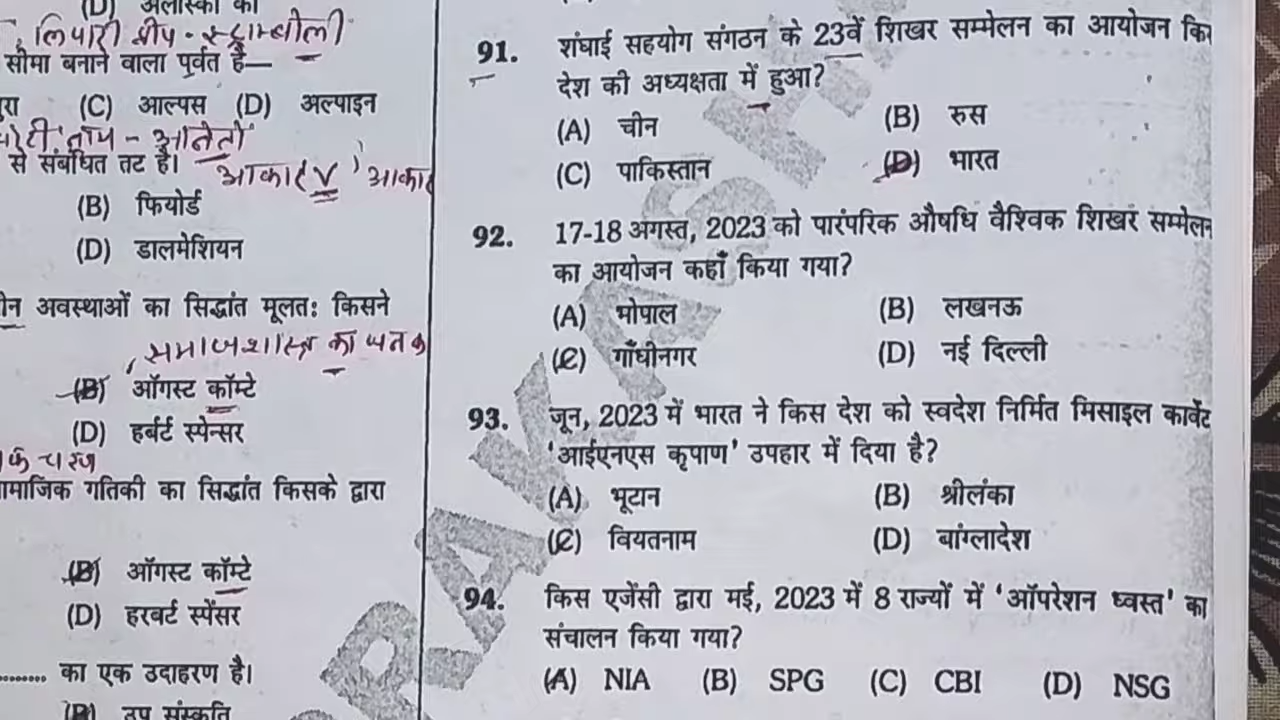 (D) अलास्का की
लिपारी द्वीप - स्ट्राम्बोली
सीमा बनाने वाला पूर्वत है—
(C) आल्पस (D) अल्पाइन
से संबंधित तट है।
(B) फियोर्ड
(D) डालमेशियन
अवस्थाओं का सिद्धांत मूलतः किसने
समाजशास्त्र का जनक
(B) ऑगस्ट कॉम्टे
(D) हर्बर्ट स्पेन्सर
सामाजिक गतिकी का सिद्धांत किसके द्वारा
(B) ऑगस्ट कॉम्टे
(D) हरबर्ट स्पेंसर
......... का एक उदाहरण है।
(B) उप संस्कृति
91. शंघाई सहयोग संगठन के 23वें शिखर सम्मेलन का आयोजन
देश की अध्यक्षता में हुआ?
(A) चीन (B) रुस
(C) पाकिस्तान (D) भारत
92. 17-18 अगस्त, 2023 को पारंपरिक औषधि वैश्विक शिखर सम्मेलन
का आयोजन कहाँ किया गया?
(A) भोपाल (B) लखनऊ
(C) गाँधीनगर (D) नई दिल्ली
93. जून, 2023 में भारत ने किस देश को स्वदेश निर्मित मिसाइल कार्वेट
'आईएनएस कृपाण' उपहार में दिया है?
(A) भूटान (B) श्रीलंका
(C) वियतनाम (D) बांग्लादेश
94. किस एजेंसी द्वारा मई, 2023 में 8 राज्यों में 'ऑपरेशन ध्वस्त' का
संचालन किया गया?
(A) NIA (B) SPG (C) CBI (D) NSG